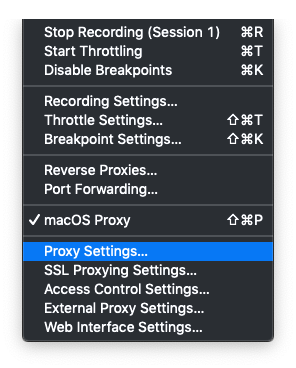 Stop Recording (Session 1) ⌘R
Start Throttling ⌘T
Disable Breakpoints ⌘K
Recording Settings...
Throttle Settings... ⇧⌘T
Breakpoint Settings... ⇧⌘K
Reverse Proxies...
Port Forwarding...
✓ macOS Proxy ⇧⌘P
Proxy Settings...
SSL Proxying Settings...
Access Control Settings...
External Proxy Settings...
Web Interface Settings...